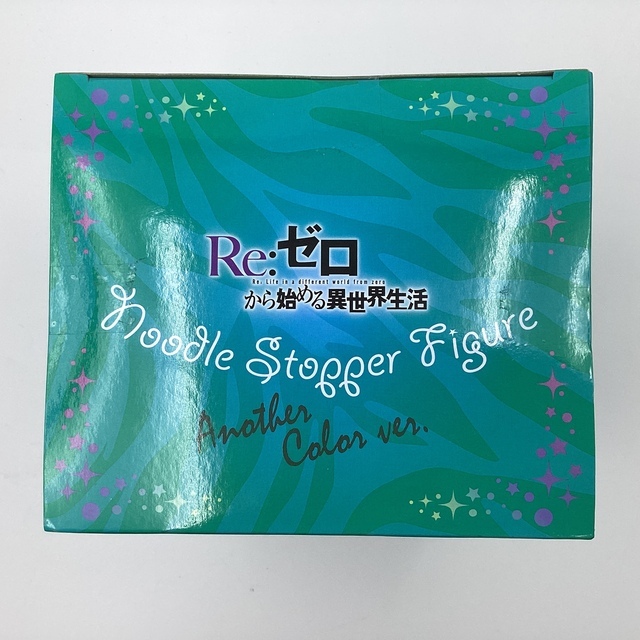 Re:ゼロ
Re. Life in a different world from zero
から始める異世界生活
Noodle Stopper Figure
Another
Color ver.